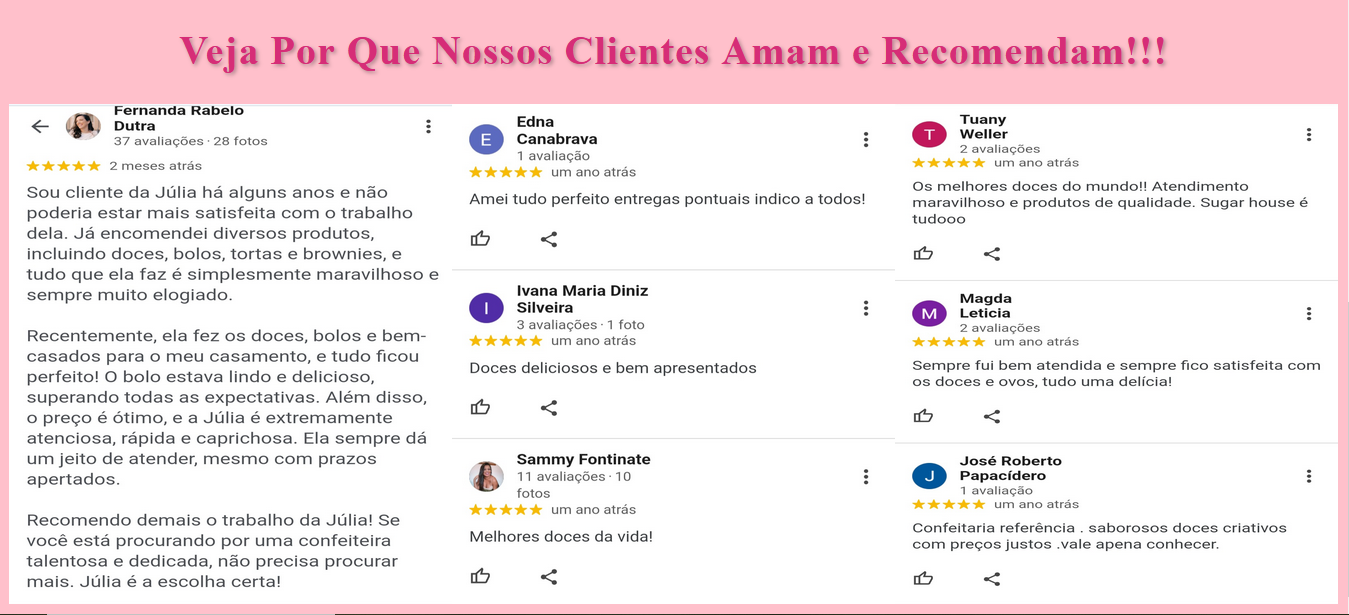 Veja Por Que Nossos Clientes Amam e Recomendam!!!
Fernanda Rabelo
Dutra
37 avaliações · 28 fotos
2 meses atrás
Sou cliente da Júlia há alguns anos e não
poderia estar mais satisfeita com o trabalho
dela. Já encomendei diversos produtos,
incluindo doces, bolos, tortas e brownies, e
tudo que ela faz é simplesmente maravilhoso e
sempre muito elogiado.
Recentemente, ela fez os doces, bolos e bem-
casados para o meu casamento, e tudo ficou
perfeito! O bolo estava lindo e delicioso,
superando todas as expectativas. Além disso,
o preço é ótimo, e a Júlia é extremamente
atenciosa, rápida e caprichosa. Ela sempre dá
um jeito de atender, mesmo com prazos
apertados.
Recomendo demais o trabalho da Júlia! Se
você está procurando por uma confeiteira
talentosa e dedicada, não precisa procurar
mais. Júlia é a escolha certa!
E
Edna
Canabrava
1 avaliação
um ano atrás
Amei tudo perfeito entregas pontuais indico a todos!
I
Ivana Maria Diniz
Silveira
3 avaliações · 1 foto
um ano atrás
Doces deliciosos e bem apresentados
Sammy Fontinate
11 avaliações · 10
fotos
um ano atrás
Melhores doces da vida!
T
Tuany
Weller
2 avaliações
um ano atrás
Os melhores doces do mundo!! Atendimento
maravilhoso e produtos de qualidade. Sugar house é
tudooo
M
Magda
Leticia
2 avaliações
um ano atrás
Sempre fui bem atendida e sempre fico satisfeita com
os doces e ovos, tudo uma delícia!
J
José Roberto
Papacídero
1 avaliação
um ano atrás
Confeitaria referência . saborosos doces criativos
com preços justos .vale apena conhecer.